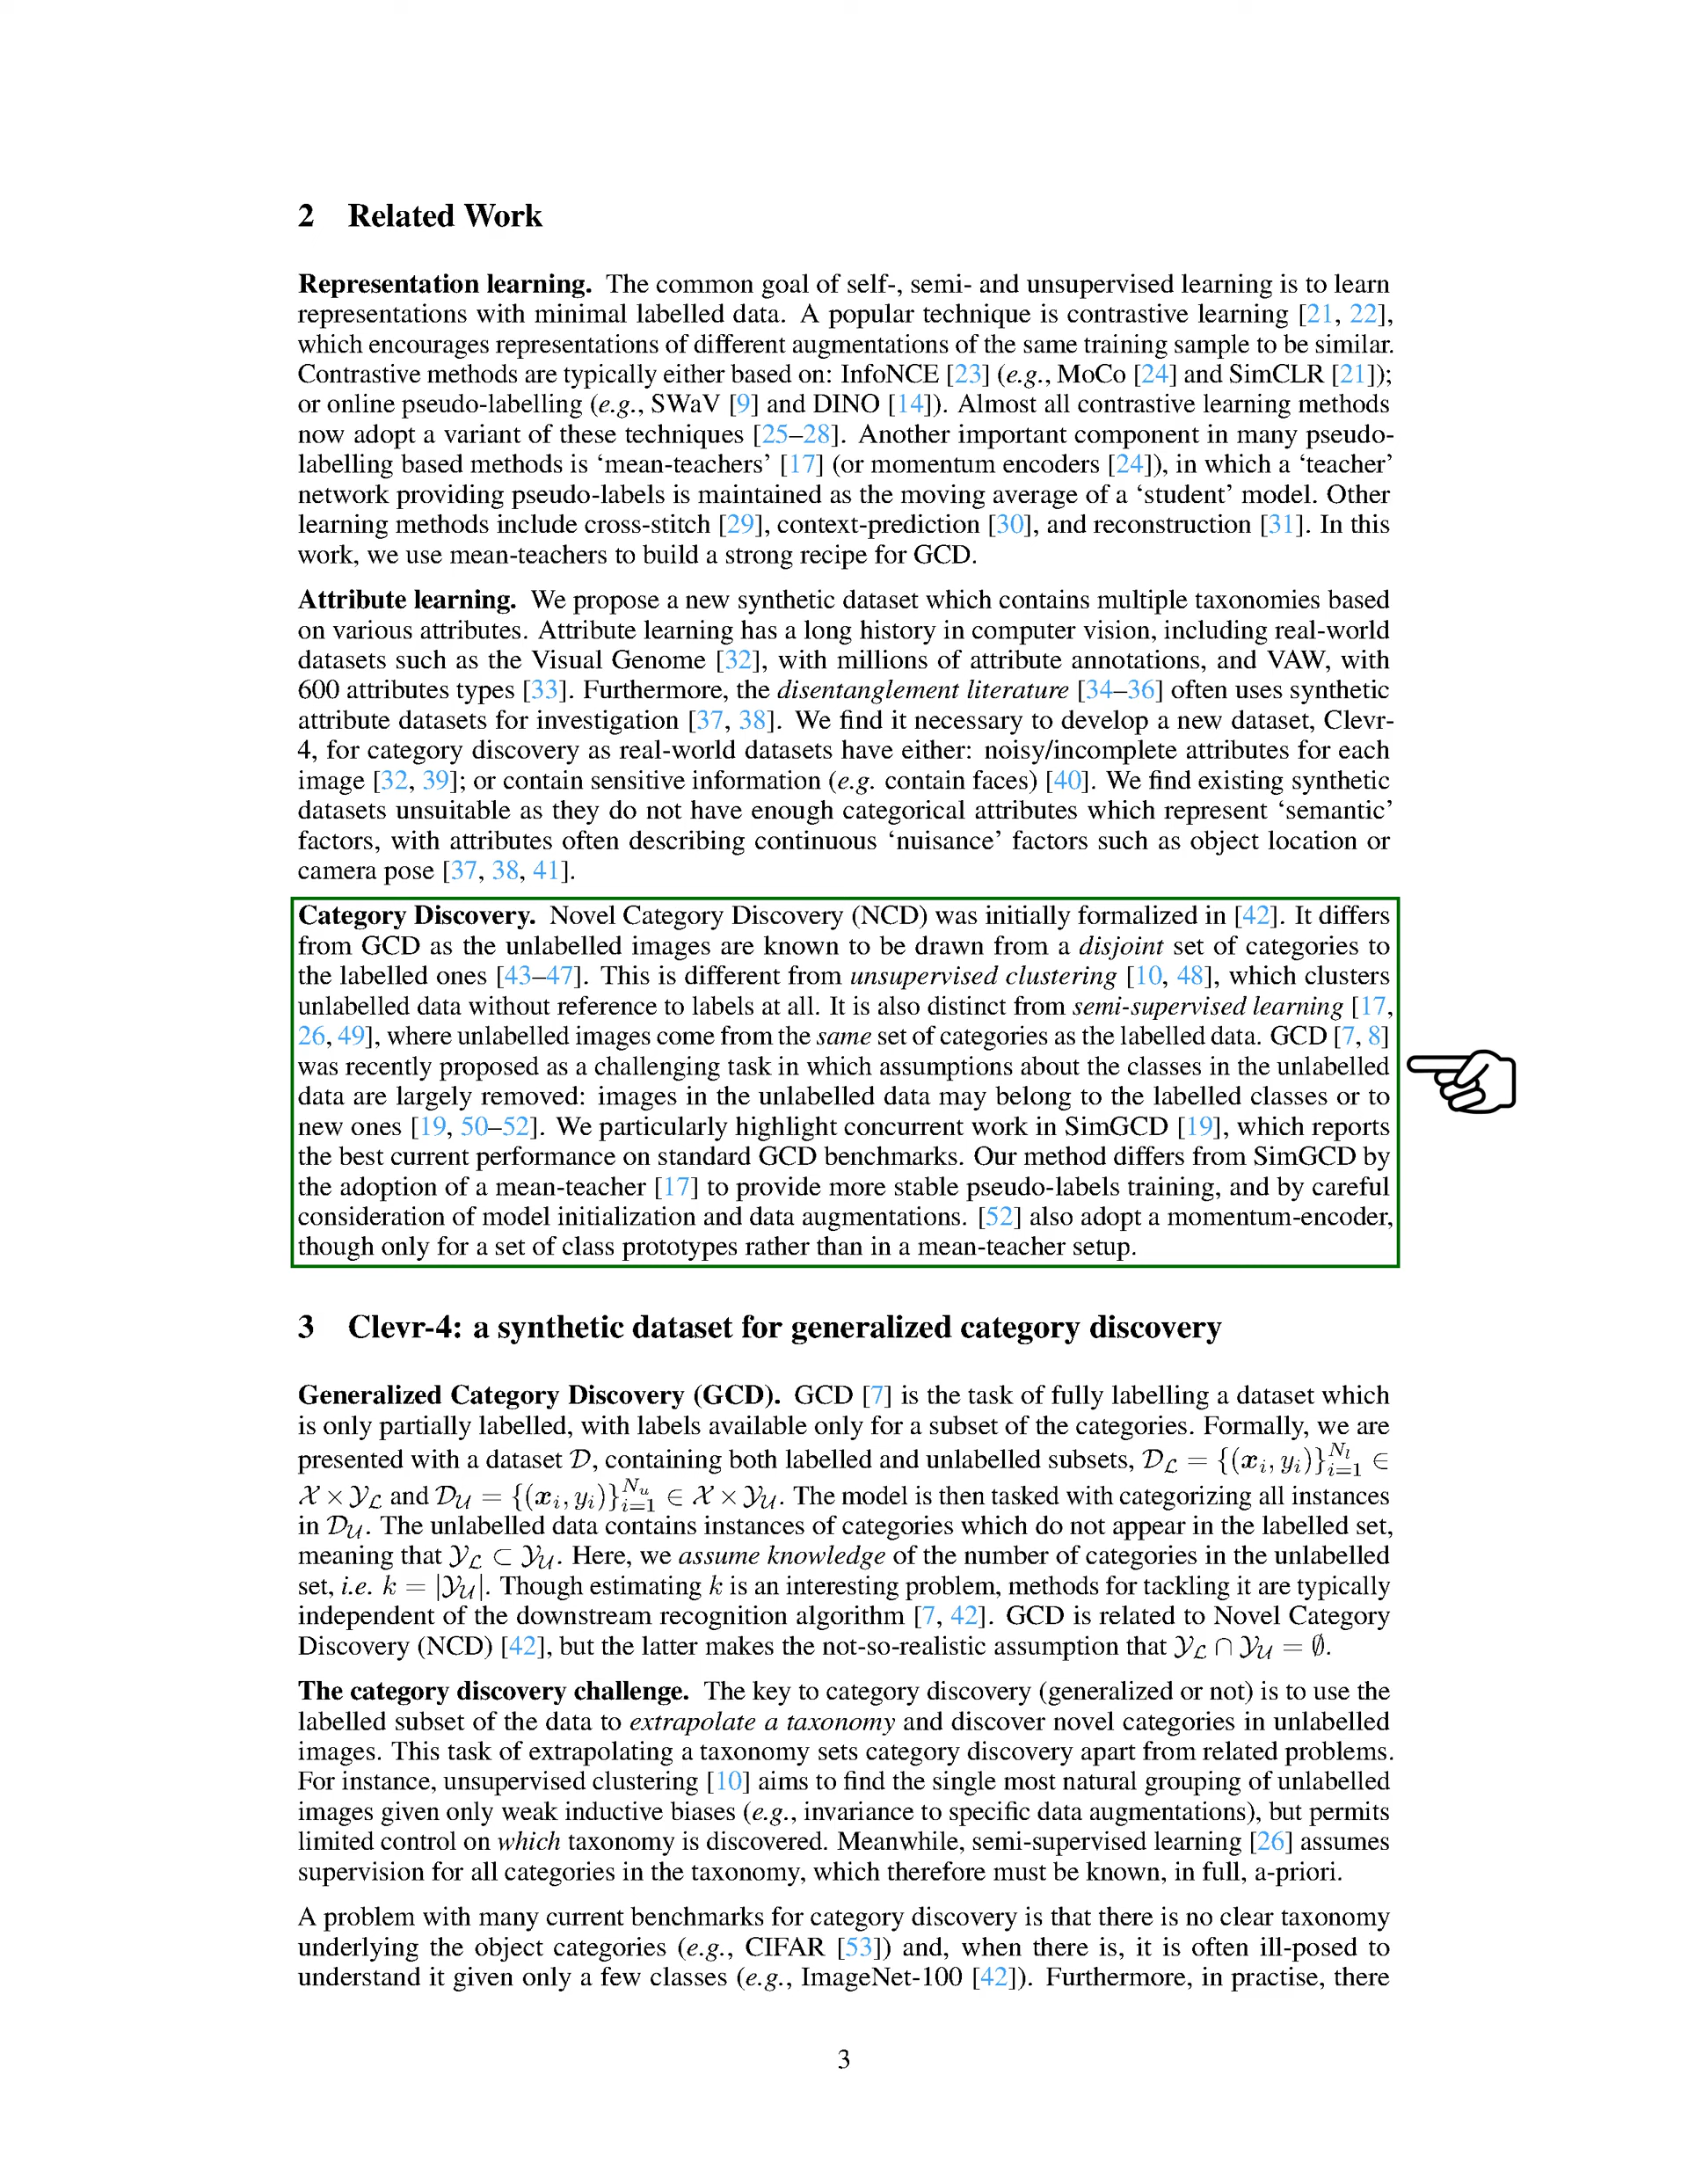 2 Related Work
Representation learning. The common goal of self-, semi- and unsupervised learning is to learn
representations with minimal labelled data. A popular technique is contrastive learning [21, 22],
which encourages representations of different augmentations of the same training sample to be similar.
Contrastive methods are typically either based on: InfoNCE [23] (e.g., MoCo [24] and SimCLR [21]);
or online pseudo-labelling (e.g., SWaV [9] and DINO [14]). Almost all contrastive learning methods
now adopt a variant of these techniques [25–28]. Another important component in many pseudo-
labelling based methods is ‘mean-teachers’ [17] (or momentum encoders [24]), in which a ‘teacher’
network providing pseudo-labels is maintained as the moving average of a ‘student’ model. Other
learning methods include cross-stitch [29], context-prediction [30], and reconstruction [31]. In this
work, we use mean-teachers to build a strong recipe for GCD.
Attribute learning. We propose a new synthetic dataset which contains multiple taxonomies based
on various attributes. Attribute learning has a long history in computer vision, including real-world
datasets such as the Visual Genome [32], with millions of attribute annotations, and VAW, with
600 attributes types [33]. Furthermore, the disentanglement literature [34–36] often uses synthetic
attribute datasets for investigation [37, 38]. We find it necessary to develop a new dataset, Clevr-
4, for category discovery as real-world datasets have either: noisy/incomplete attributes for each
image [32, 39]; or contain sensitive information (e.g. contain faces) [40]. We find existing synthetic
datasets unsuitable as they do not have enough categorical attributes which represent ‘semantic’
factors, with attributes often describing continuous ‘nuisance’ factors such as object location or
camera pose [37, 38, 41].
Category Discovery. Novel Category Discovery (NCD) was initially formalized in [42]. It differs
from GCD as the unlabelled images are known to be drawn from a disjoint set of categories to
the labelled ones [43–47]. This is different from unsupervised clustering [10, 48], which clusters
unlabelled data without reference to labels at all. It is also distinct from semi-supervised learning [17,
26, 49], where unlabelled images come from the same set of categories as the labelled data. GCD [7, 8]
was recently proposed as a challenging task in which assumptions about the classes in the unlabelled
data are largely removed: images in the unlabelled data may belong to the labelled classes or to
new ones [19, 50–52]. We particularly highlight concurrent work in SimGCD [19], which reports
the best current performance on standard GCD benchmarks. Our method differs from SimGCD by
the adoption of a mean-teacher [17] to provide more stable pseudo-labels training, and by careful
consideration of model initialization and data augmentations. [52] also adopt a momentum-encoder,
though only for a set of class prototypes rather than in a mean-teacher setup.
3 Clevr-4: a synthetic dataset for generalized category discovery
Generalized Category Discovery (GCD). GCD [7] is the task of fully labelling a dataset which
is only partially labelled, with labels available only for a subset of the categories. Formally, we are
presented with a dataset 𝒟, containing both labelled and unlabelled subsets, 𝒟_ℒ = {(𝒙_i, y_i)}_{i=1}^{N_l} ∈
𝒳 × 𝒴_ℒ and 𝒟_𝒰 = {(𝒙_i, y_i)}_{i=1}^{N_u} ∈ 𝒳 × 𝒴_𝒰. The model is then tasked with categorizing all instances
in 𝒟_𝒰. The unlabelled data contains instances of categories which do not appear in the labelled set,
meaning that 𝒴_ℒ ⊂ 𝒴_𝒰. Here, we assume knowledge of the number of categories in the unlabelled
set, i.e. k = |𝒴_𝒰|. Though estimating k is an interesting problem, methods for tackling it are typically
independent of the downstream recognition algorithm [7, 42]. GCD is related to Novel Category
Discovery (NCD) [42], but the latter makes the not-so-realistic assumption that 𝒴_ℒ ∩ 𝒴_𝒰 = ∅.
The category discovery challenge. The key to category discovery (generalized or not) is to use the
labelled subset of the data to extrapolate a taxonomy and discover novel categories in unlabelled
images. This task of extrapolating a taxonomy sets category discovery apart from related problems.
For instance, unsupervised clustering [10] aims to find the single most natural grouping of unlabelled
images given only weak inductive biases (e.g., invariance to specific data augmentations), but permits
limited control on which taxonomy is discovered. Meanwhile, semi-supervised learning [26] assumes
supervision for all categories in the taxonomy, which therefore must be known, in full, a-priori.
A problem with many current benchmarks for category discovery is that there is no clear taxonomy
underlying the object categories (e.g., CIFAR [53]) and, when there is, it is often ill-posed to
understand it given only a few classes (e.g., ImageNet-100 [42]). Furthermore, in practise, there
3